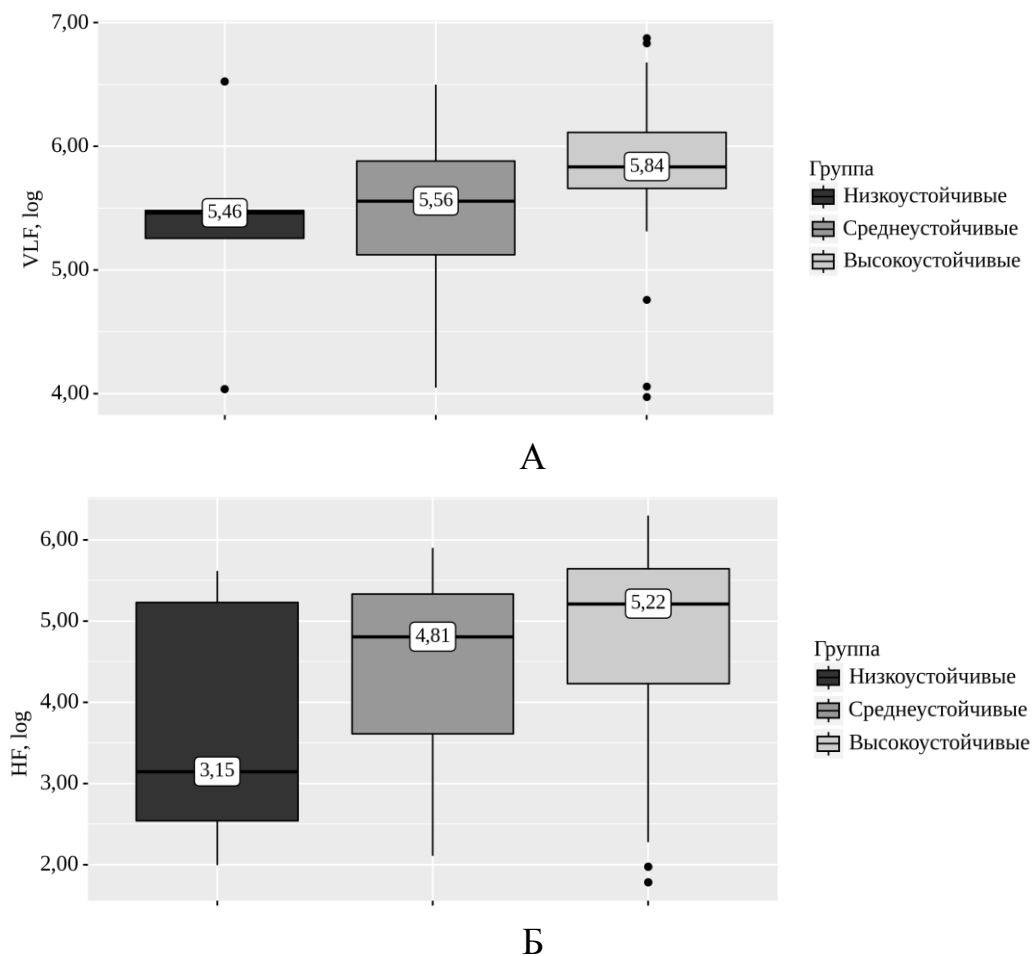 7,00
6,00
5,00
4,00
VLF, log
5,46
5,56
5,84
Группа
Низкоустойчивые
Среднеустойчивые
Высокоустойчивые
А
6,00
5,00
4,00
3,00
2,00
HF, log
3,15
4,81
5,22
Группа
Низкоустойчивые
Среднеустойчивые
Высокоустойчивые
Б